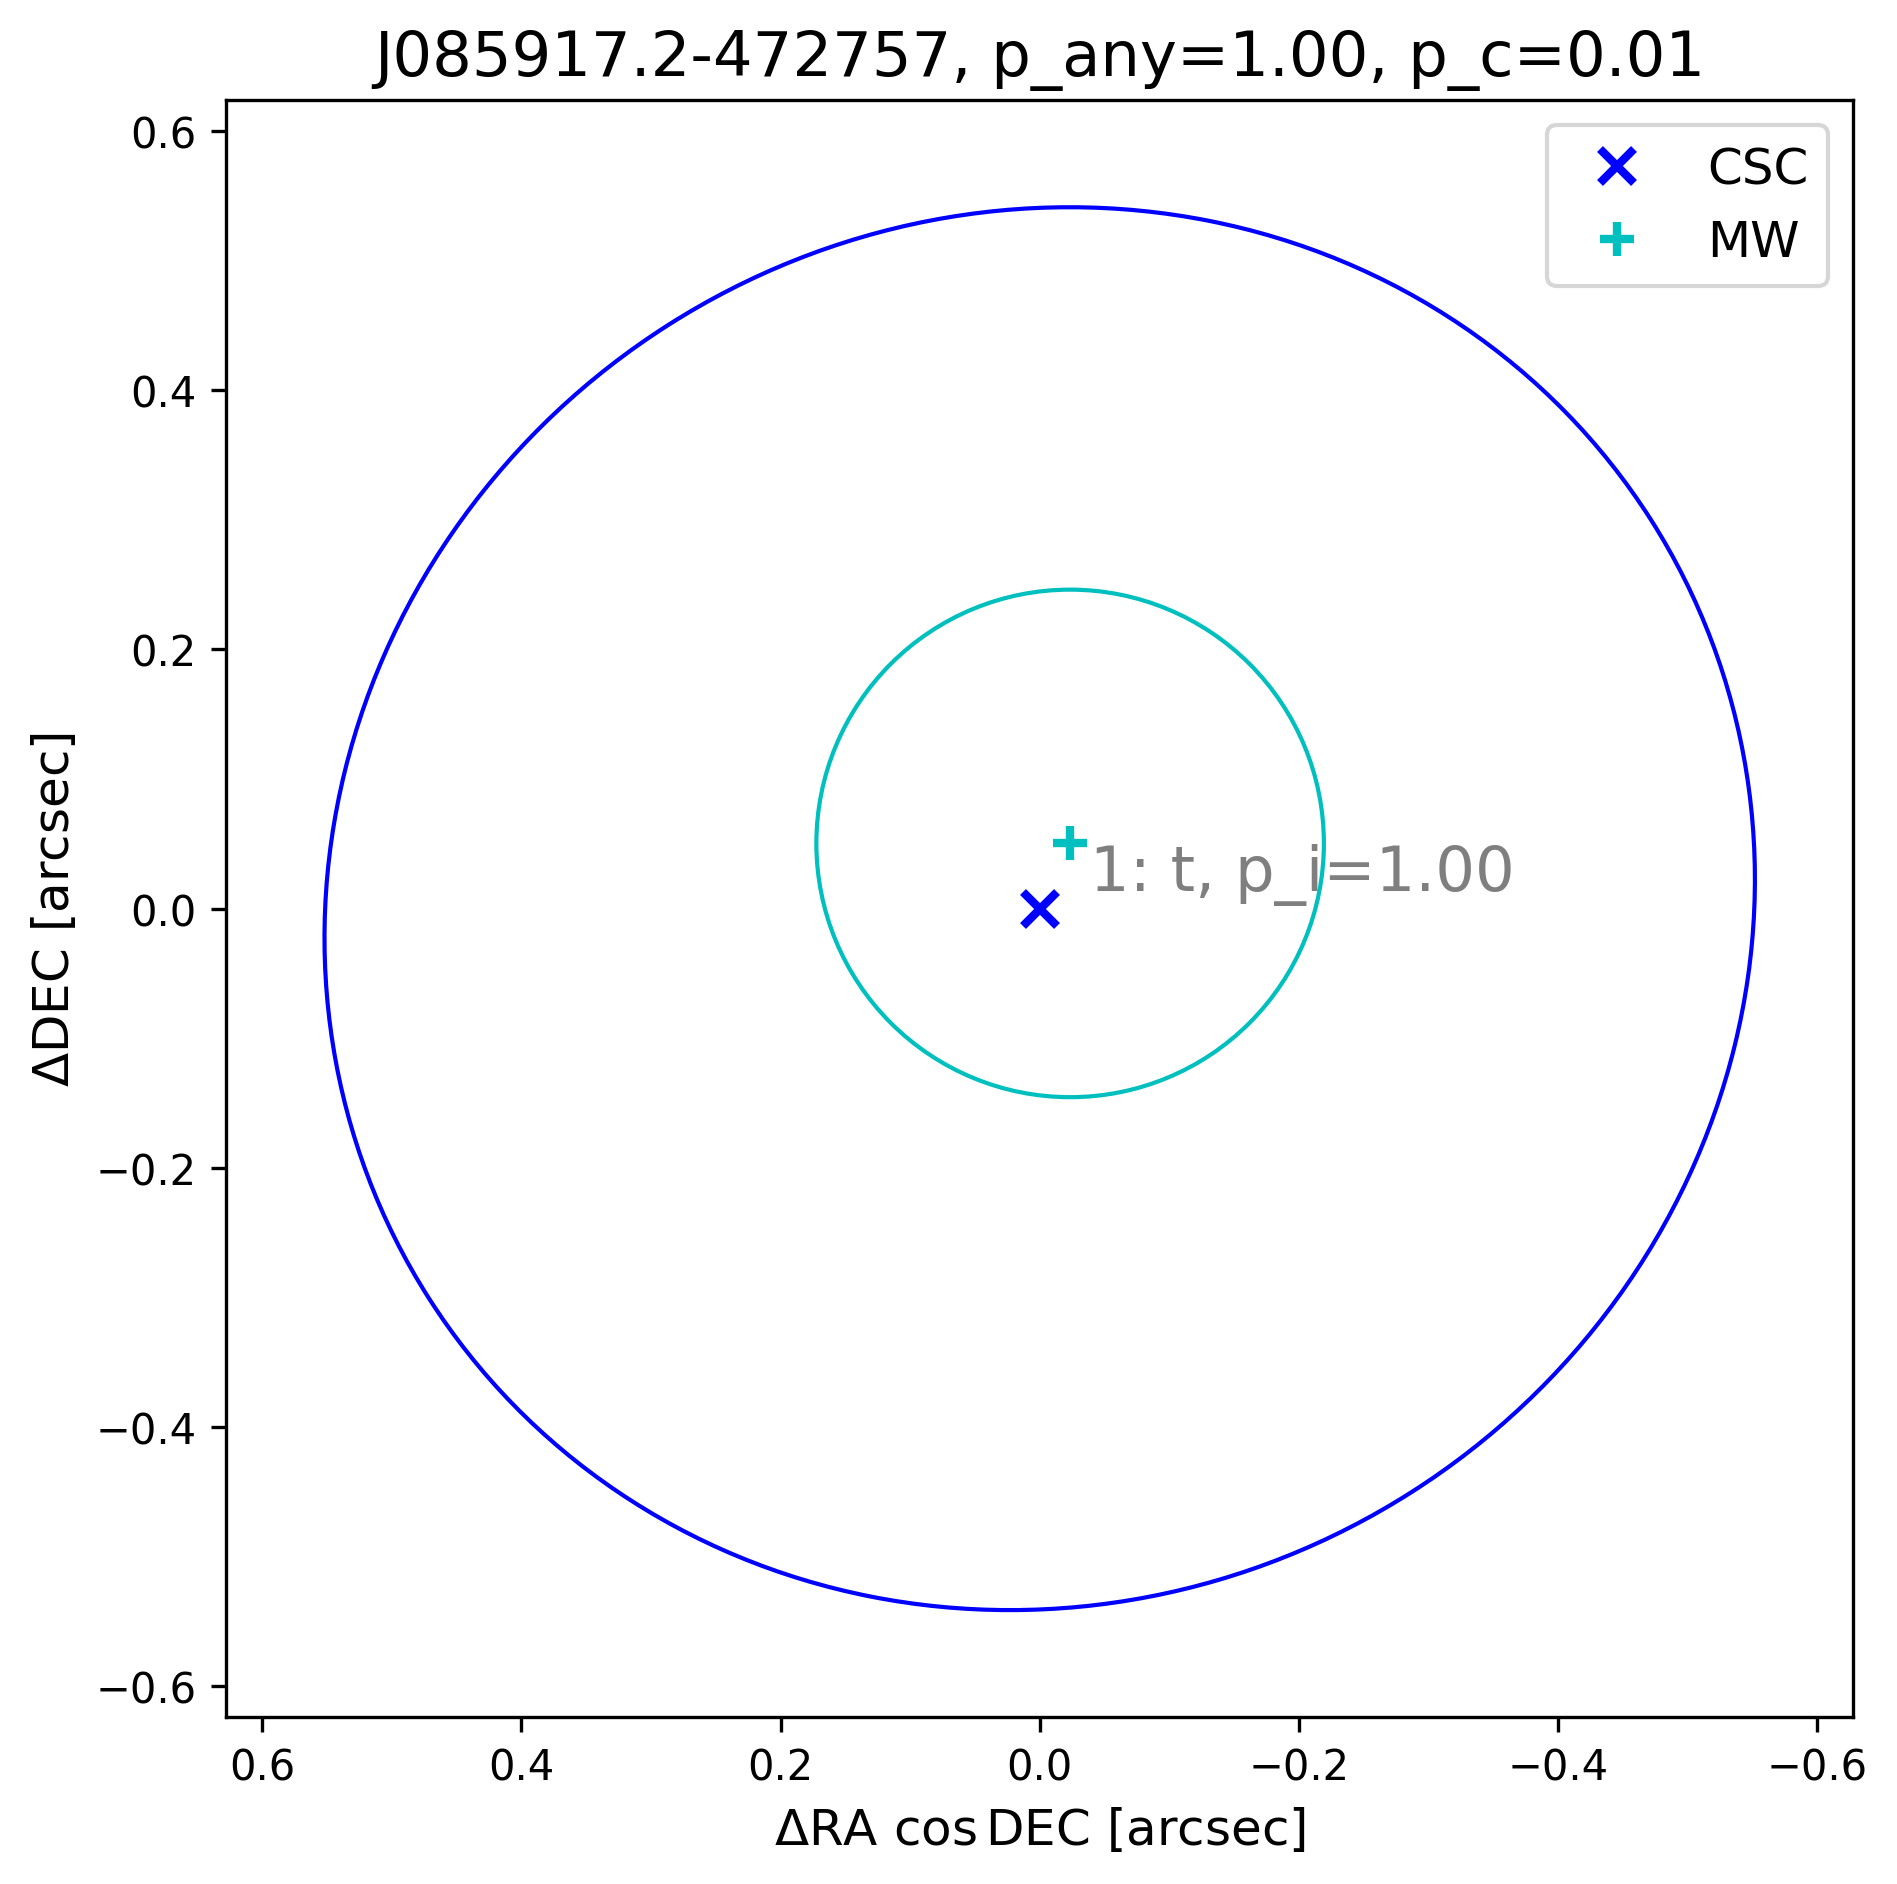 J085917.2-472757, p_any=1.00, p_c=0.01
CSC
MW
0.6
0.4
0.2
0.0
−0.2
−0.4
−0.6
ΔDEC [arcsec]
1: t, p_i=1.00
0.6 0.4 0.2 0.0 −0.2 −0.4 −0.6
ΔRA cos DEC [arcsec]